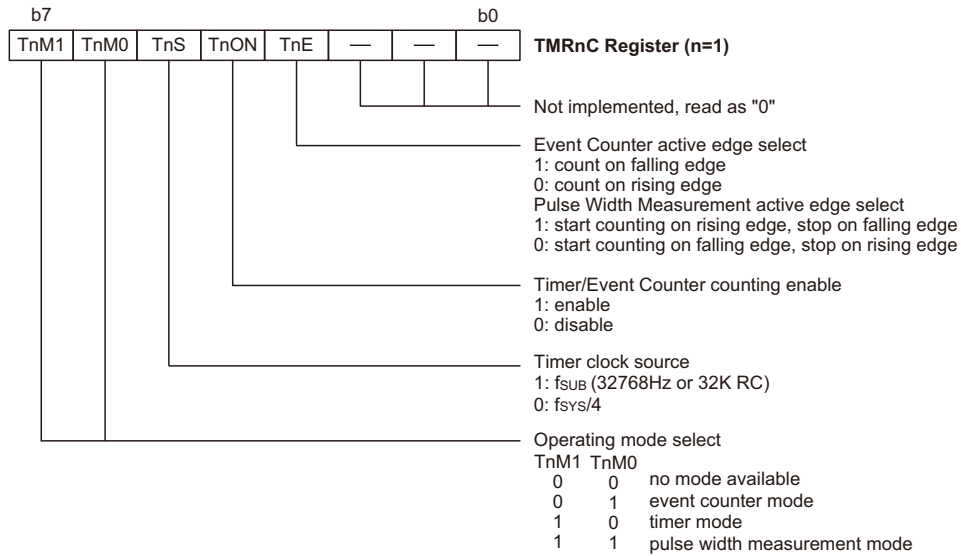 b7 b0
TnM1 TnM0 TnS TnON TnE — — — TMRnC Register (n=1)
Not implemented, read as "0"
Event Counter active edge select
1: count on falling edge
0: count on rising edge
Pulse Width Measurement active edge select
1: start counting on rising edge, stop on falling edge
0: start counting on falling edge, stop on rising edge
Timer/Event Counter counting enable
1: enable
0: disable
Timer clock source
1: fSUB (32768Hz or 32K RC)
0: fSYS/4
Operating mode select
TnM1 TnM0
0 0 no mode available
0 1 event counter mode
1 0 timer mode
1 1 pulse width measurement mode